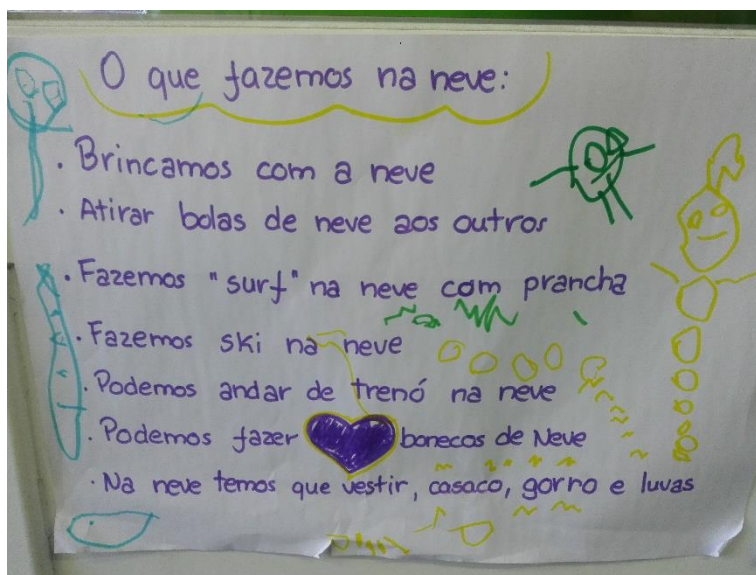 O que fazemos na neve:
. Brincamos com a neve
. Atirar bolas de neve aos outros
. Fazemos "surf" na neve com prancha
. Fazemos ski na neve
. Podemos andar de trenó na neve
. Podemos fazer bonecos de Neve
. Na neve temos que vestir, casaco, gorro e luvas